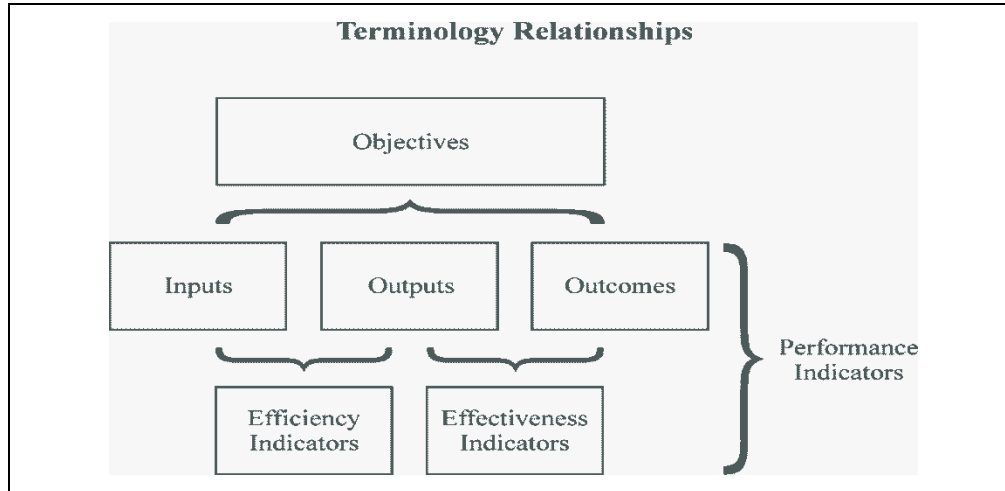 Terminology Relationships
Objectives
Inputs
Outputs
Outcomes
Performance
Indicators
Efficiency
Indicators
Effectiveness
Indicators